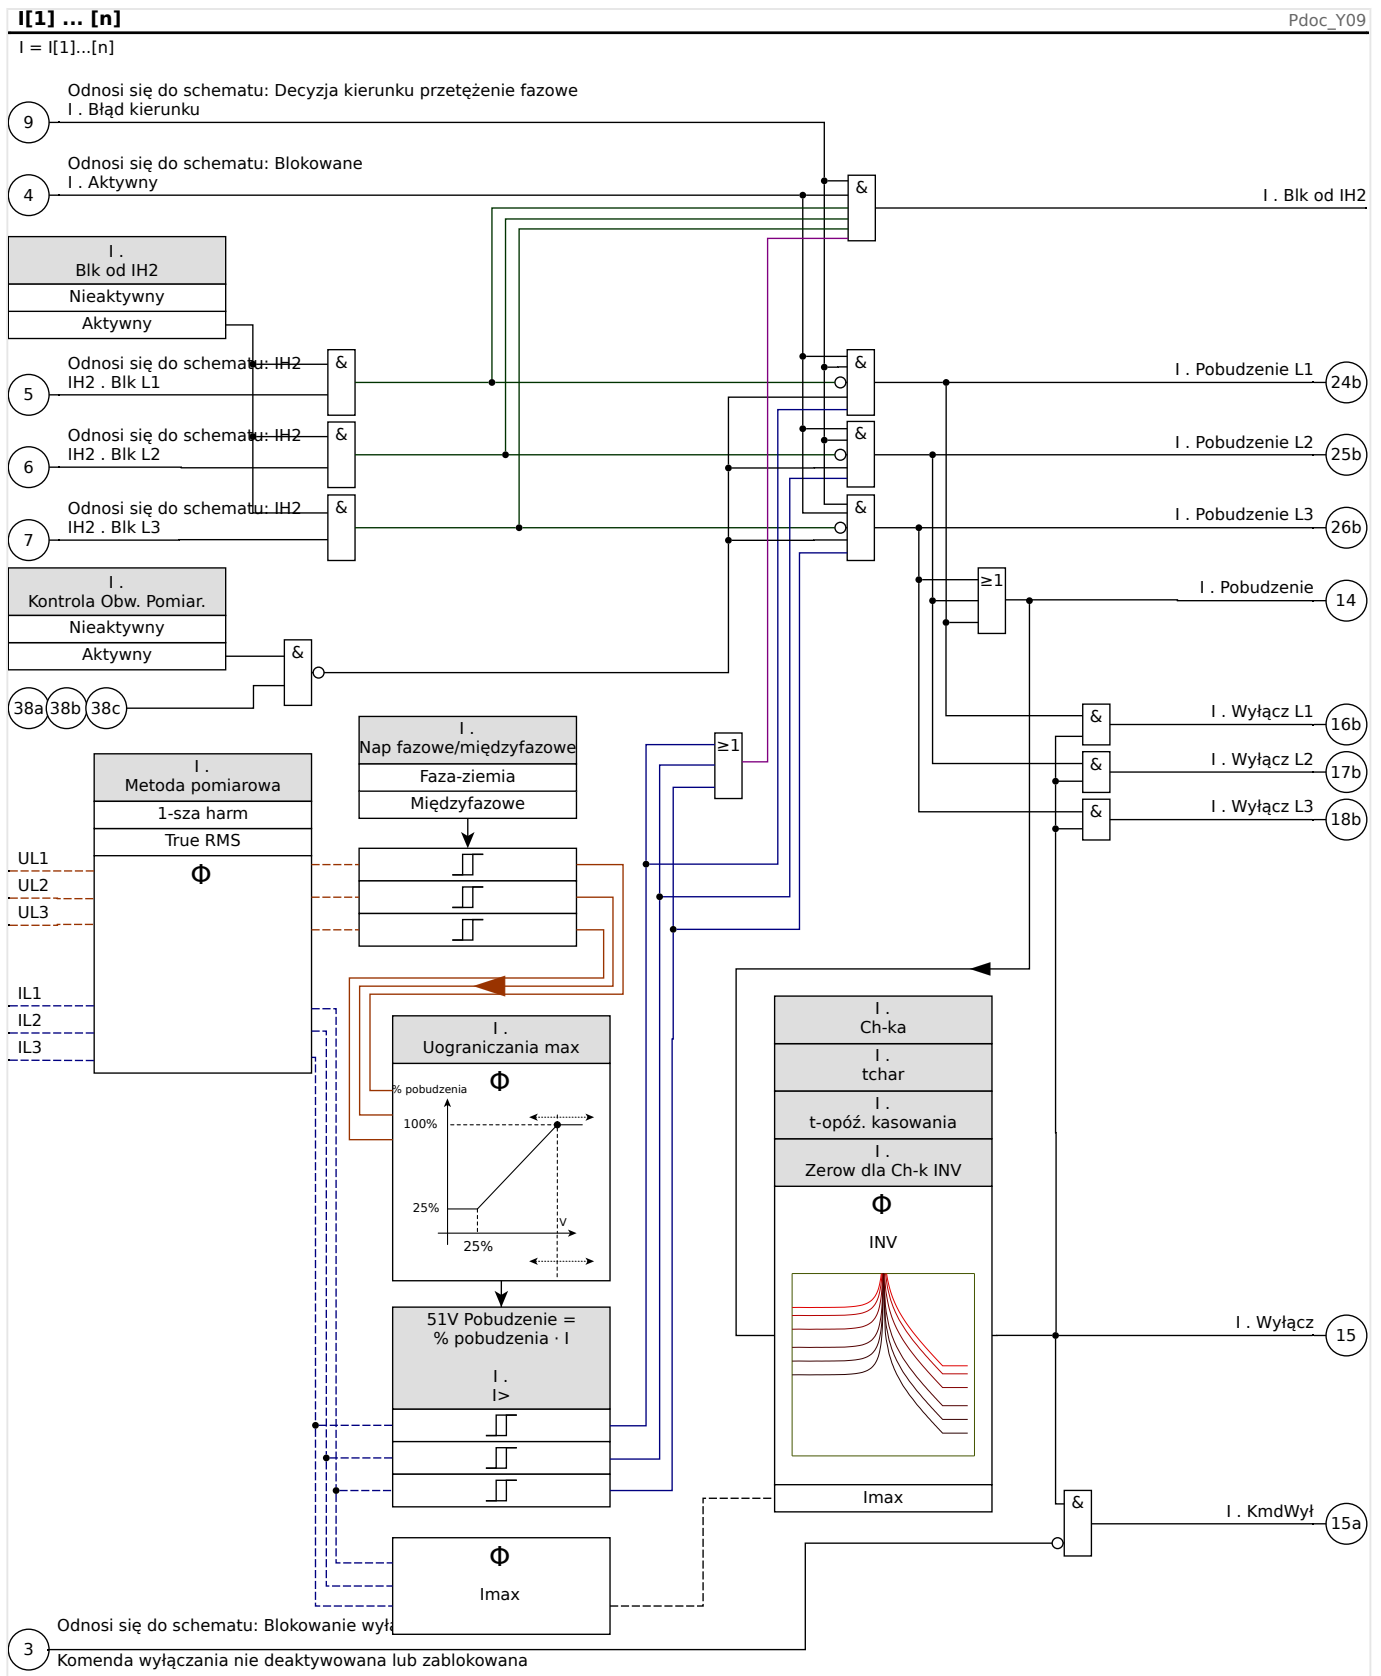 I[1] ... [n]
Pdoc_Y09
I = I[1]...[n]
Odnosi się do schematu: Decyzja kierunku przetężenie fazowe
9
I . Błąd kierunku
Odnosi się do schematu: Blokowane
4
I . Aktywny
&
I . Blk od IH2
I .
Blk od IH2
Nieaktywny
Aktywny
Odnosi się do schematu: IH2
5
IH2 . Blk L1
&
&
I . Pobudzenie L1
24b
Odnosi się do schematu: IH2
6
IH2 . Blk L2
&
&
I . Pobudzenie L2
25b
Odnosi się do schematu: IH2
7
IH2 . Blk L3
&
&
I . Pobudzenie L3
26b
I .
Kontrola Obw. Pomiar.
Nieaktywny
Aktywny
&
≥1
I . Pobudzenie
14
38a
38b
38c
I .
Nap fazowe/międzyfazowe
Faza-ziemia
Międzyfazowe
≥1
&
I . Wyłącz L1
16b
&
I . Wyłącz L2
17b
&
I . Wyłącz L3
18b
I .
Metoda pomiarowa
1-sza harm
True RMS
Φ
UL1
UL2
UL3
IL1
IL2
IL3
I .
Uograniczania max
Φ
% pobudzenia
100%
25%
V
25%
I .
Ch-ka
I .
tchar
I .
t-opóź. kasowania
I .
Zerow dla Ch-k INV
Φ
INV
Imax
51V Pobudzenie =
% pobudzenia · I
I .
I>
I . Wyłącz
15
&
I . KmdWył
15a
Φ
Imax
Odnosi się do schematu: Blokowanie wył
3
Komenda wyłączania nie deaktywowana lub zablokowana